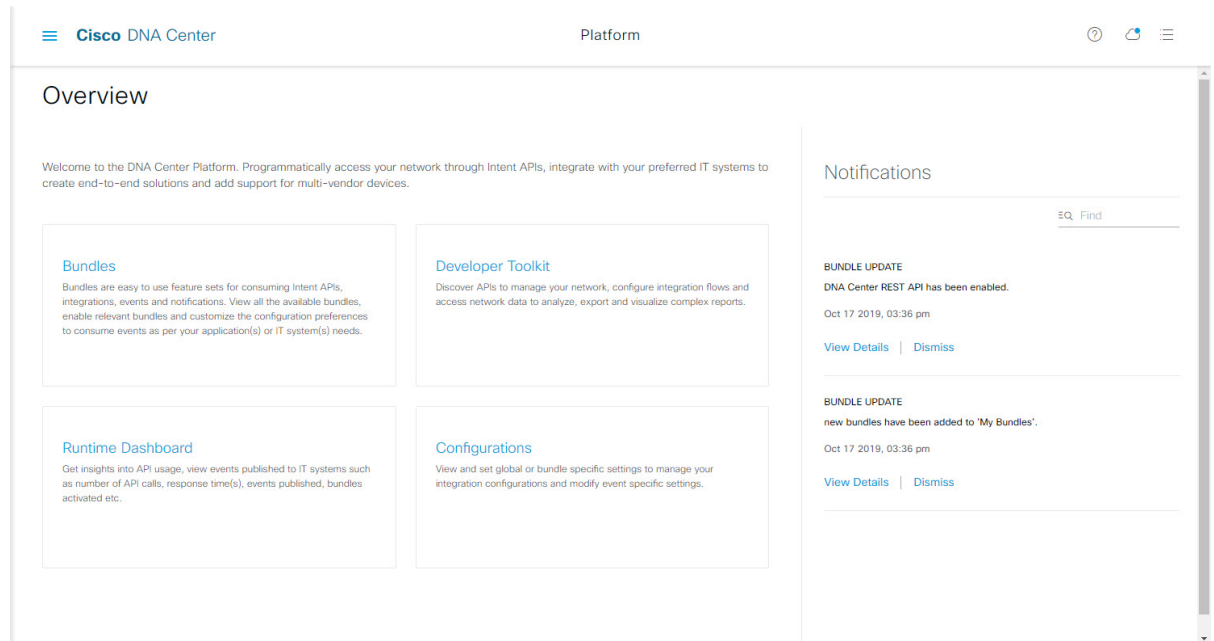 Cisco DNA Center
Platform
Overview
Welcome to the DNA Center Platform. Programmatically access your network through Intent APIs, integrate with your preferred IT systems to
create end-to-end solutions and add support for multi-vendor devices.
Bundles
Bundles are easy to use feature sets for consuming Intent APIs,
integrations, events and notifications. View all the available bundles,
enable relevant bundles and customize the configuration preferences
to consume events as per your application(s) or IT system(s) needs.
Developer Toolkit
Discover APIs to manage your network, configure integration flows and
access network data to analyze, export and visualize complex reports.
Runtime Dashboard
Get insights into API usage, view events published to IT systems such
as number of API calls, response time(s), events published, bundles
activated etc.
Configurations
View and set global or bundle specific settings to manage your
integration configurations and modify event specific settings.
Notifications
Find
BUNDLE UPDATE
DNA Center REST API has been enabled.
Oct 17 2019, 03:36 pm
View Details | Dismiss
BUNDLE UPDATE
new bundles have been added to 'My Bundles'.
Oct 17 2019, 03:36 pm
View Details | Dismiss